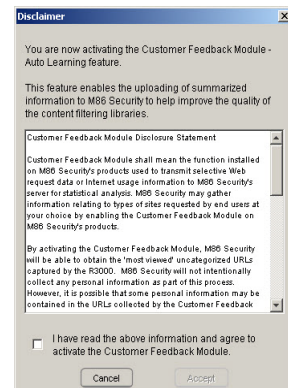 Disclaimer
You are now activating the Customer Feedback Module -
Auto Learning feature.
This feature enables the uploading of summarized
information to M86 Security to help improve the quality of
the content filtering libraries.
Customer Feedback Module Disclosure Statement
Customer Feedback Module shall mean the function installed
on M86 Security's products used to transmit selective Web
request data or Internet usage information to M86 Security's
server for statistical analysis. M86 Security may gather
information relating to types of sites requested by end users at
your choice by enabling the Customer Feedback Module on
M86 Security's products.
By activating the Customer Feedback Module, M86 Security
will be able to obtain the 'most viewed' uncategorized URLs
captured by the R3000. M86 Security will not intentionally
collect any personal information as part of this process.
However, it is possible that some personal information may be
contained in the URLs collected by the Customer Feedback
I have read the above information and agree to
activate the Customer Feedback Module.
Cancel
Accept